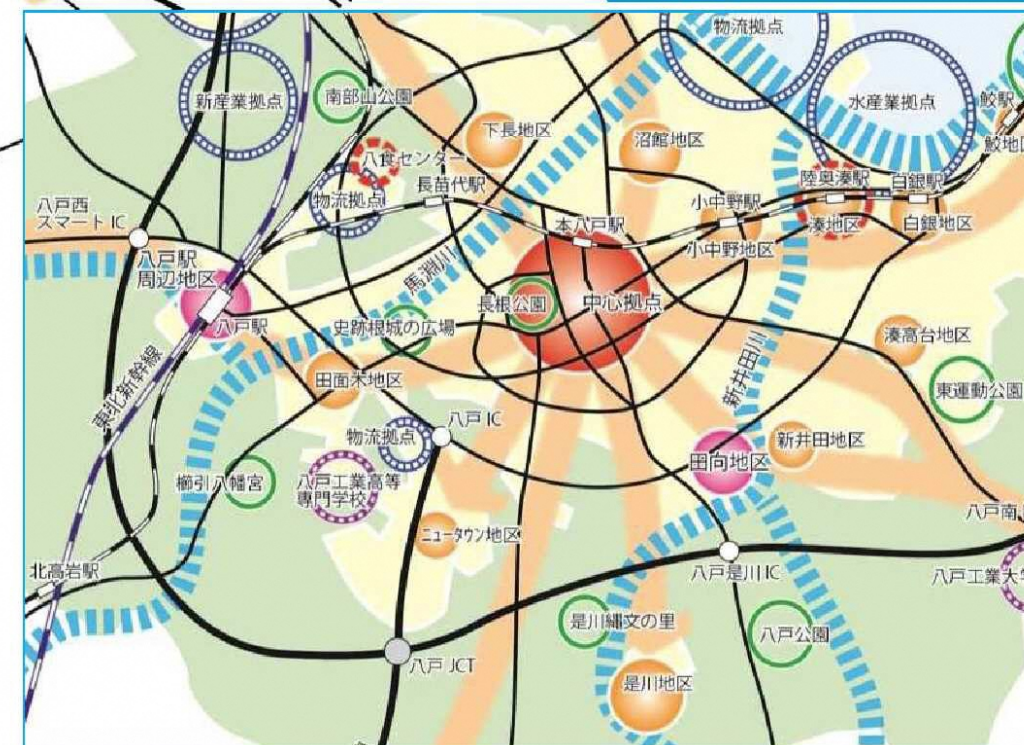 物流拠点
新産業拠点
南部山公園
水産業拠点
鮫駅
下長地区
沼館地区
鮫地区
八食センター
長苗代駅
陸奥湊駅
白銀駅
物流拠点
小中野駅
八戸西
スマートIC
本八戸駅
湊地区
白銀地区
八戸駅
周辺地区
小中野地区
馬淵川
長根公園
中心拠点
八戸駅
史跡根城の広場
湊高台地区
東北新幹線
新井田川
田面木地区
東運動公園
八戸IC
物流拠点
新井田地区
田向地区
櫛引八幡宮
八戸工業高等
専門学校
八戸南
ニュータウン地区
北高岩駅
八戸是川IC
八戸工業大学
是川縄文の里
八戸公園
八戸JCT
是川地区